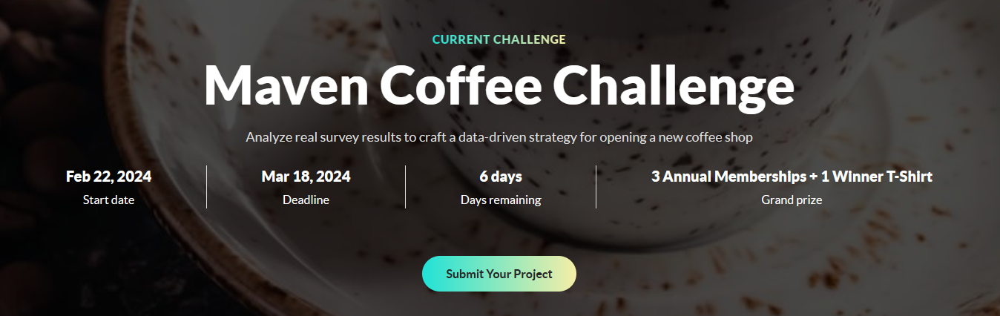 CURRENT CHALLENGE
Maven Coffee Challenge
Analyze real survey results to craft a data-driven strategy for opening a new coffee shop
Feb 22, 2024
Start date
Mar 18, 2024
Deadline
6 days
Days remaining
3 Annual Memberships + 1 Winner T-Shirt
Grand prize
Submit Your Project